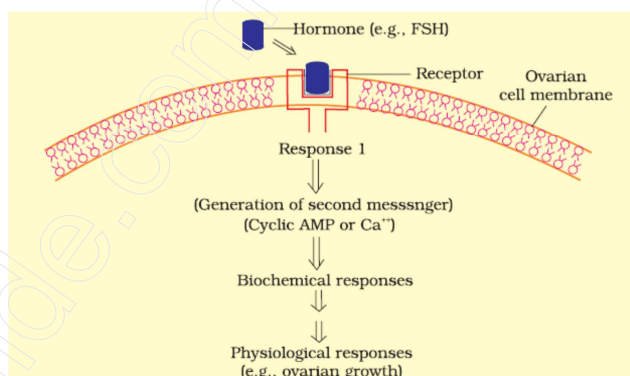 Hormone (e.g., FSH)
Receptor
Ovarian
cell membrane
Response 1
(Generation of second messsnger)
(Cyclic AMP or Ca⁺⁺)
Biochemical responses
Physiological responses
(e.g., ovarian growth)